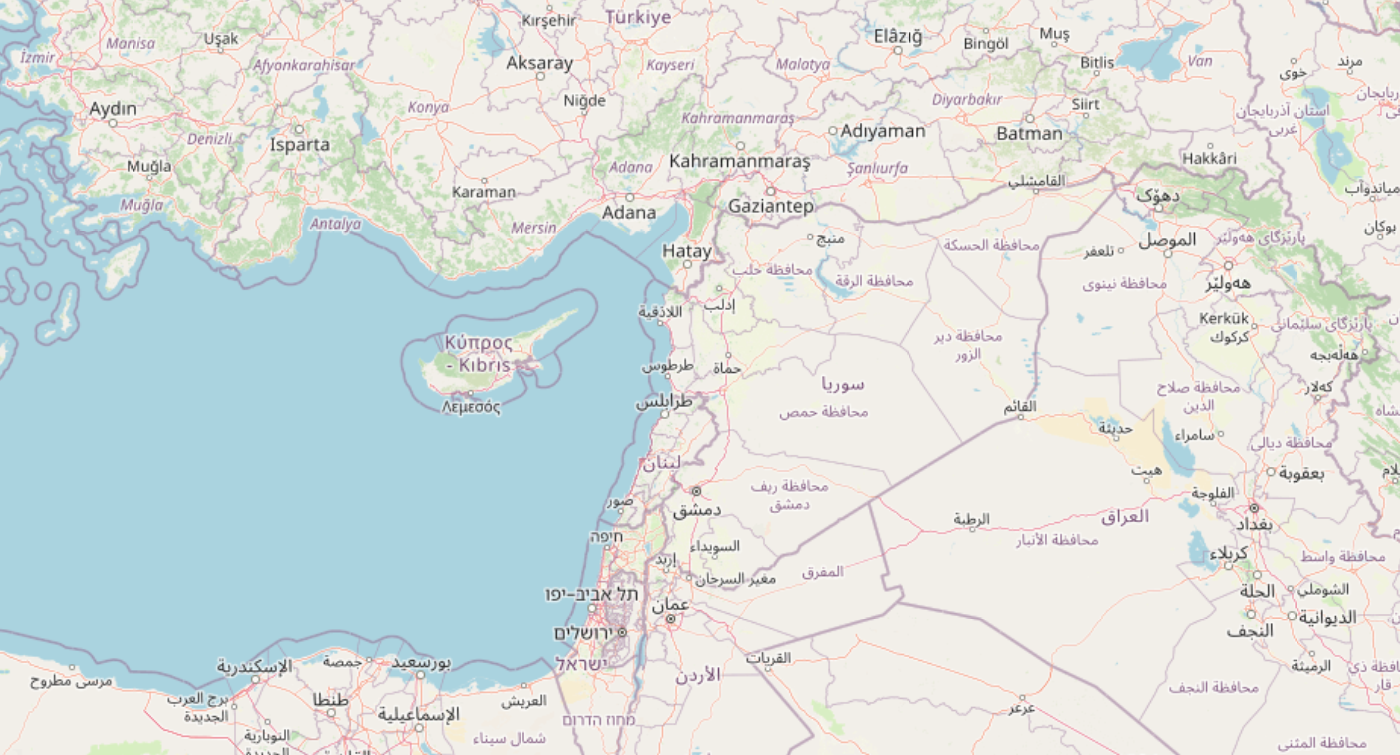 Kırşehir
Türkiye
Elâzığ
Bingöl
Muş
Manisa
Uşak
İzmir
Afyonkarahisar
Aksaray
Kayseri
Malatya
Bitlis
Van
خوی
مرند
Aydın
Konya
Niğde
Kahramanmaraş
Diyarbakır
Siirt
استان آذربایجان
غربی
Denizli
Isparta
Adıyaman
Batman
Hakkâri
Muğla
Adana
Kahramanmaraş
Şanlıurfa
Karaman
القامشلي
دهۆک
میاندوآب
Muğla
Antalya
Mersin
Adana
Gaziantep
بوکان
Hatay
منبج
محافظة الحسكة
تلعفر
الموصل
پارێزگای هەولێر
محافظة حلب
محافظة الرقة
محافظة نينوى
هەولێر
اللاذقية
إدلب
Kerkük
كركوك
پارێزگای سلێمانی
Κύπρος
- Kıbrıs
محافظة دير
الزور
هەڵەبجە
طرطوس
حماة
سوريا
محافظة صلاح
الدين
كەلار
Λεμεσός
طرابلس
محافظة حمص
القائم
حديثة
سامراء
محافظة ديالى
لبنان
هيت
بعقوبة
صور
دمشق
محافظة ريف
دمشق
الفلوجة
الرطبة
العراق
بغداد
حيفا
السويداء
محافظة الأنبار
إربد
كربلاء
محافظة واسط
مغير السرحان
المفرق
תל אביב-יפו
عمان
الحلة
الشوملي
ירושלים
النجف
الديوانية
الإسكندرية
جمصة
بورسعيد
ישראל
الأردن
القريات
الرميثة
مرسى مطروح
برج العرب
الجديدة
طنطا
العريش
محافظة النجف
الإسماعيلية
מחוז הדרום
عرعر
النوبارية
الجديدة
شمال سيناء
محافظة المثنى